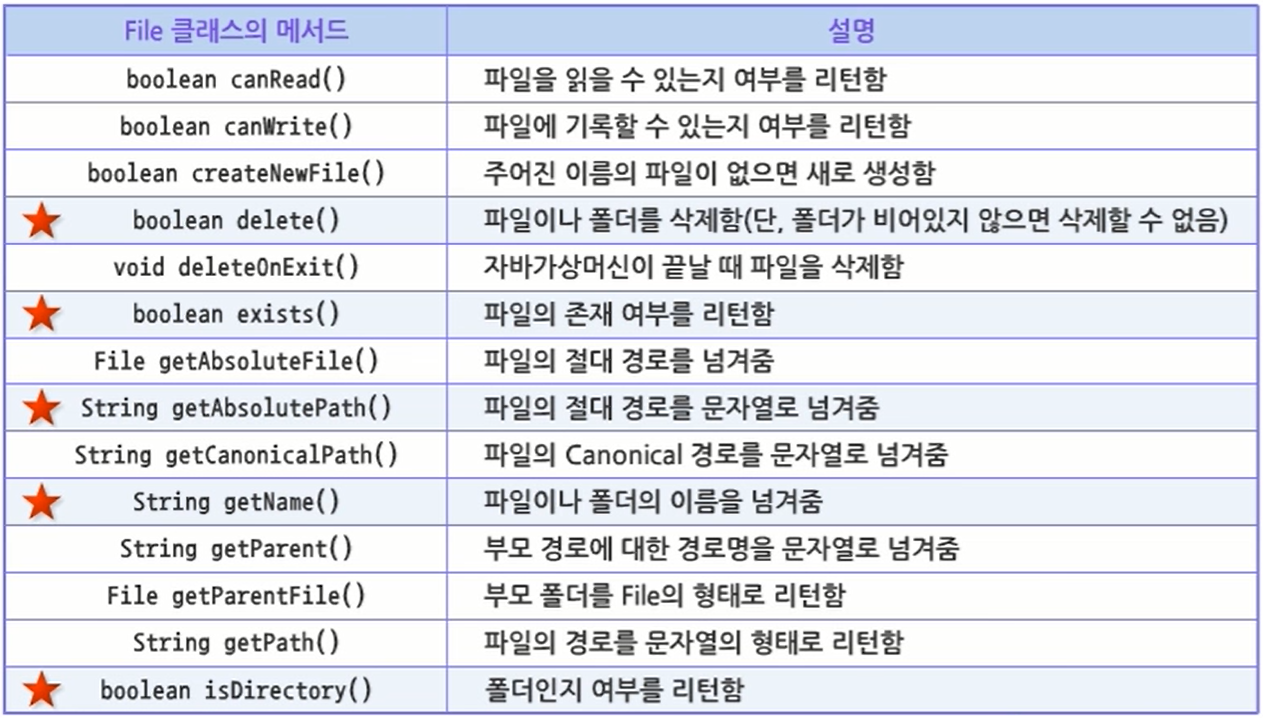 File 클래스의 메서드 설명
boolean canRead() 파일을 읽을 수 있는지 여부를 리턴함
boolean canWrite() 파일에 기록할 수 있는지 여부를 리턴함
boolean createNewFile() 주어진 이름의 파일이 없으면 새로 생성함
boolean delete() 파일이나 폴더를 삭제함(단, 폴더가 비어있지 않으면 삭제할 수 없음)
void deleteOnExit() 자바가상머신이 끝날 때 파일을 삭제함
boolean exists() 파일의 존재 여부를 리턴함
File getAbsoluteFile() 파일의 절대 경로를 넘겨줌
String getAbsolutePath() 파일의 절대 경로를 문자열로 넘겨줌
String getCanonicalPath() 파일의 Canonical 경로를 문자열로 넘겨줌
String getName() 파일이나 폴더의 이름을 넘겨줌
String getParent() 부모 경로에 대한 경로명을 문자열로 넘겨줌
File getParentFile() 부모 폴더를 File의 형태로 리턴함
String getPath() 파일의 경로를 문자열의 형태로 리턴함
boolean isDirectory() 폴더인지 여부를 리턴함